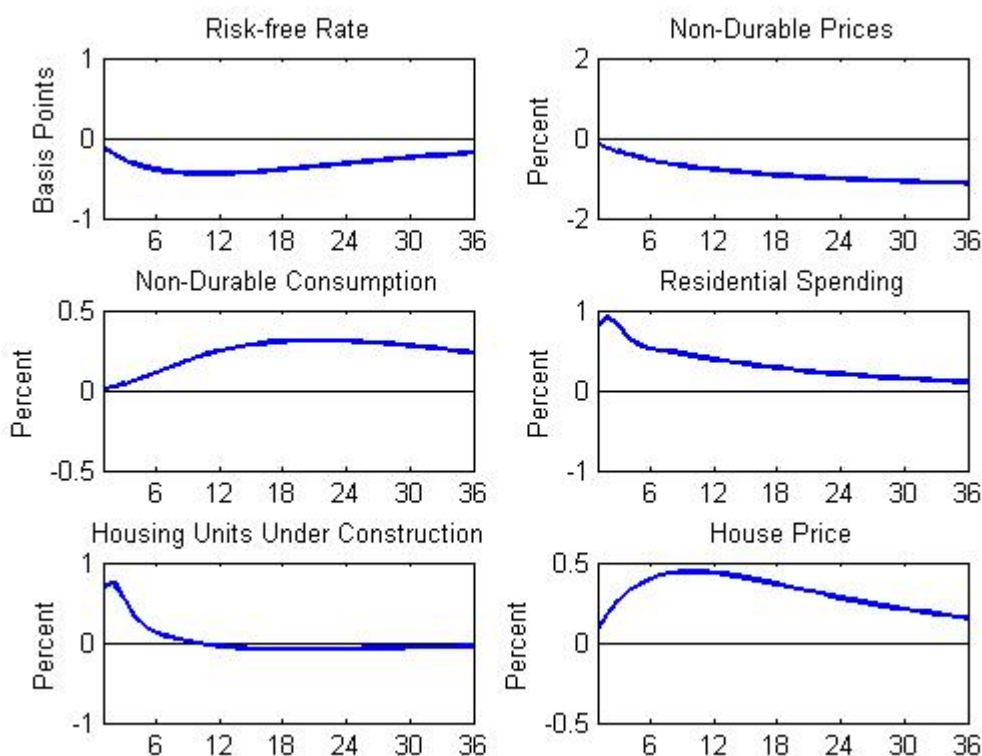 Risk-free Rate
Basis Points
1
0
-1
6 12 18 24 30 36
Non-Durable Prices
Percent
2
0
-2
6 12 18 24 30 36
Non-Durable Consumption
Percent
0.5
0
-0.5
6 12 18 24 30 36
Residential Spending
Percent
1
0
-1
6 12 18 24 30 36
Housing Units Under Construction
Percent
1
0
-1
6 12 18 24 30 36
House Price
Percent
0.5
0
-0.5
6 12 18 24 30 36